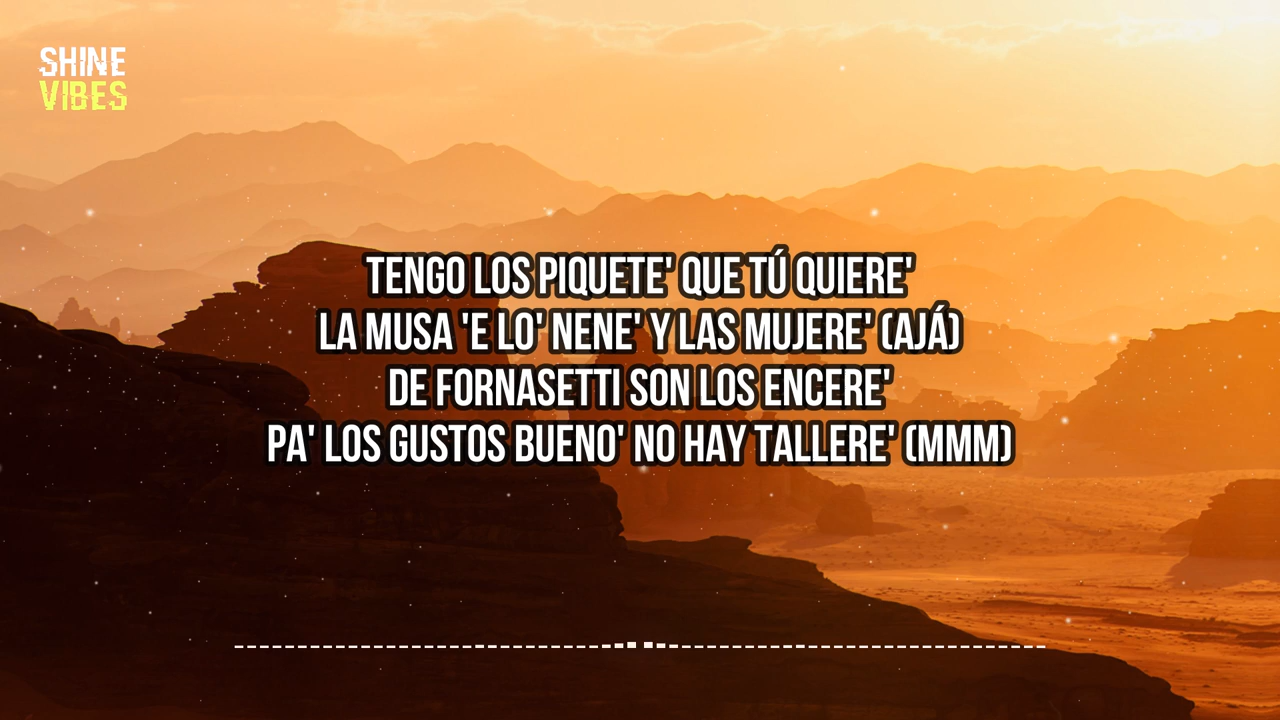 SHINE
VIBES
TENGO LOS PIQUETE' QUE TÚ QUIERE'
LA MUSA 'E LO' NENE' Y LAS MUJERE' (AJÁ)
DE FORNASETTI SON LOS ENCERE'
PA' LOS GUSTOS BUENO' NO HAY TALLERE' (MMM)